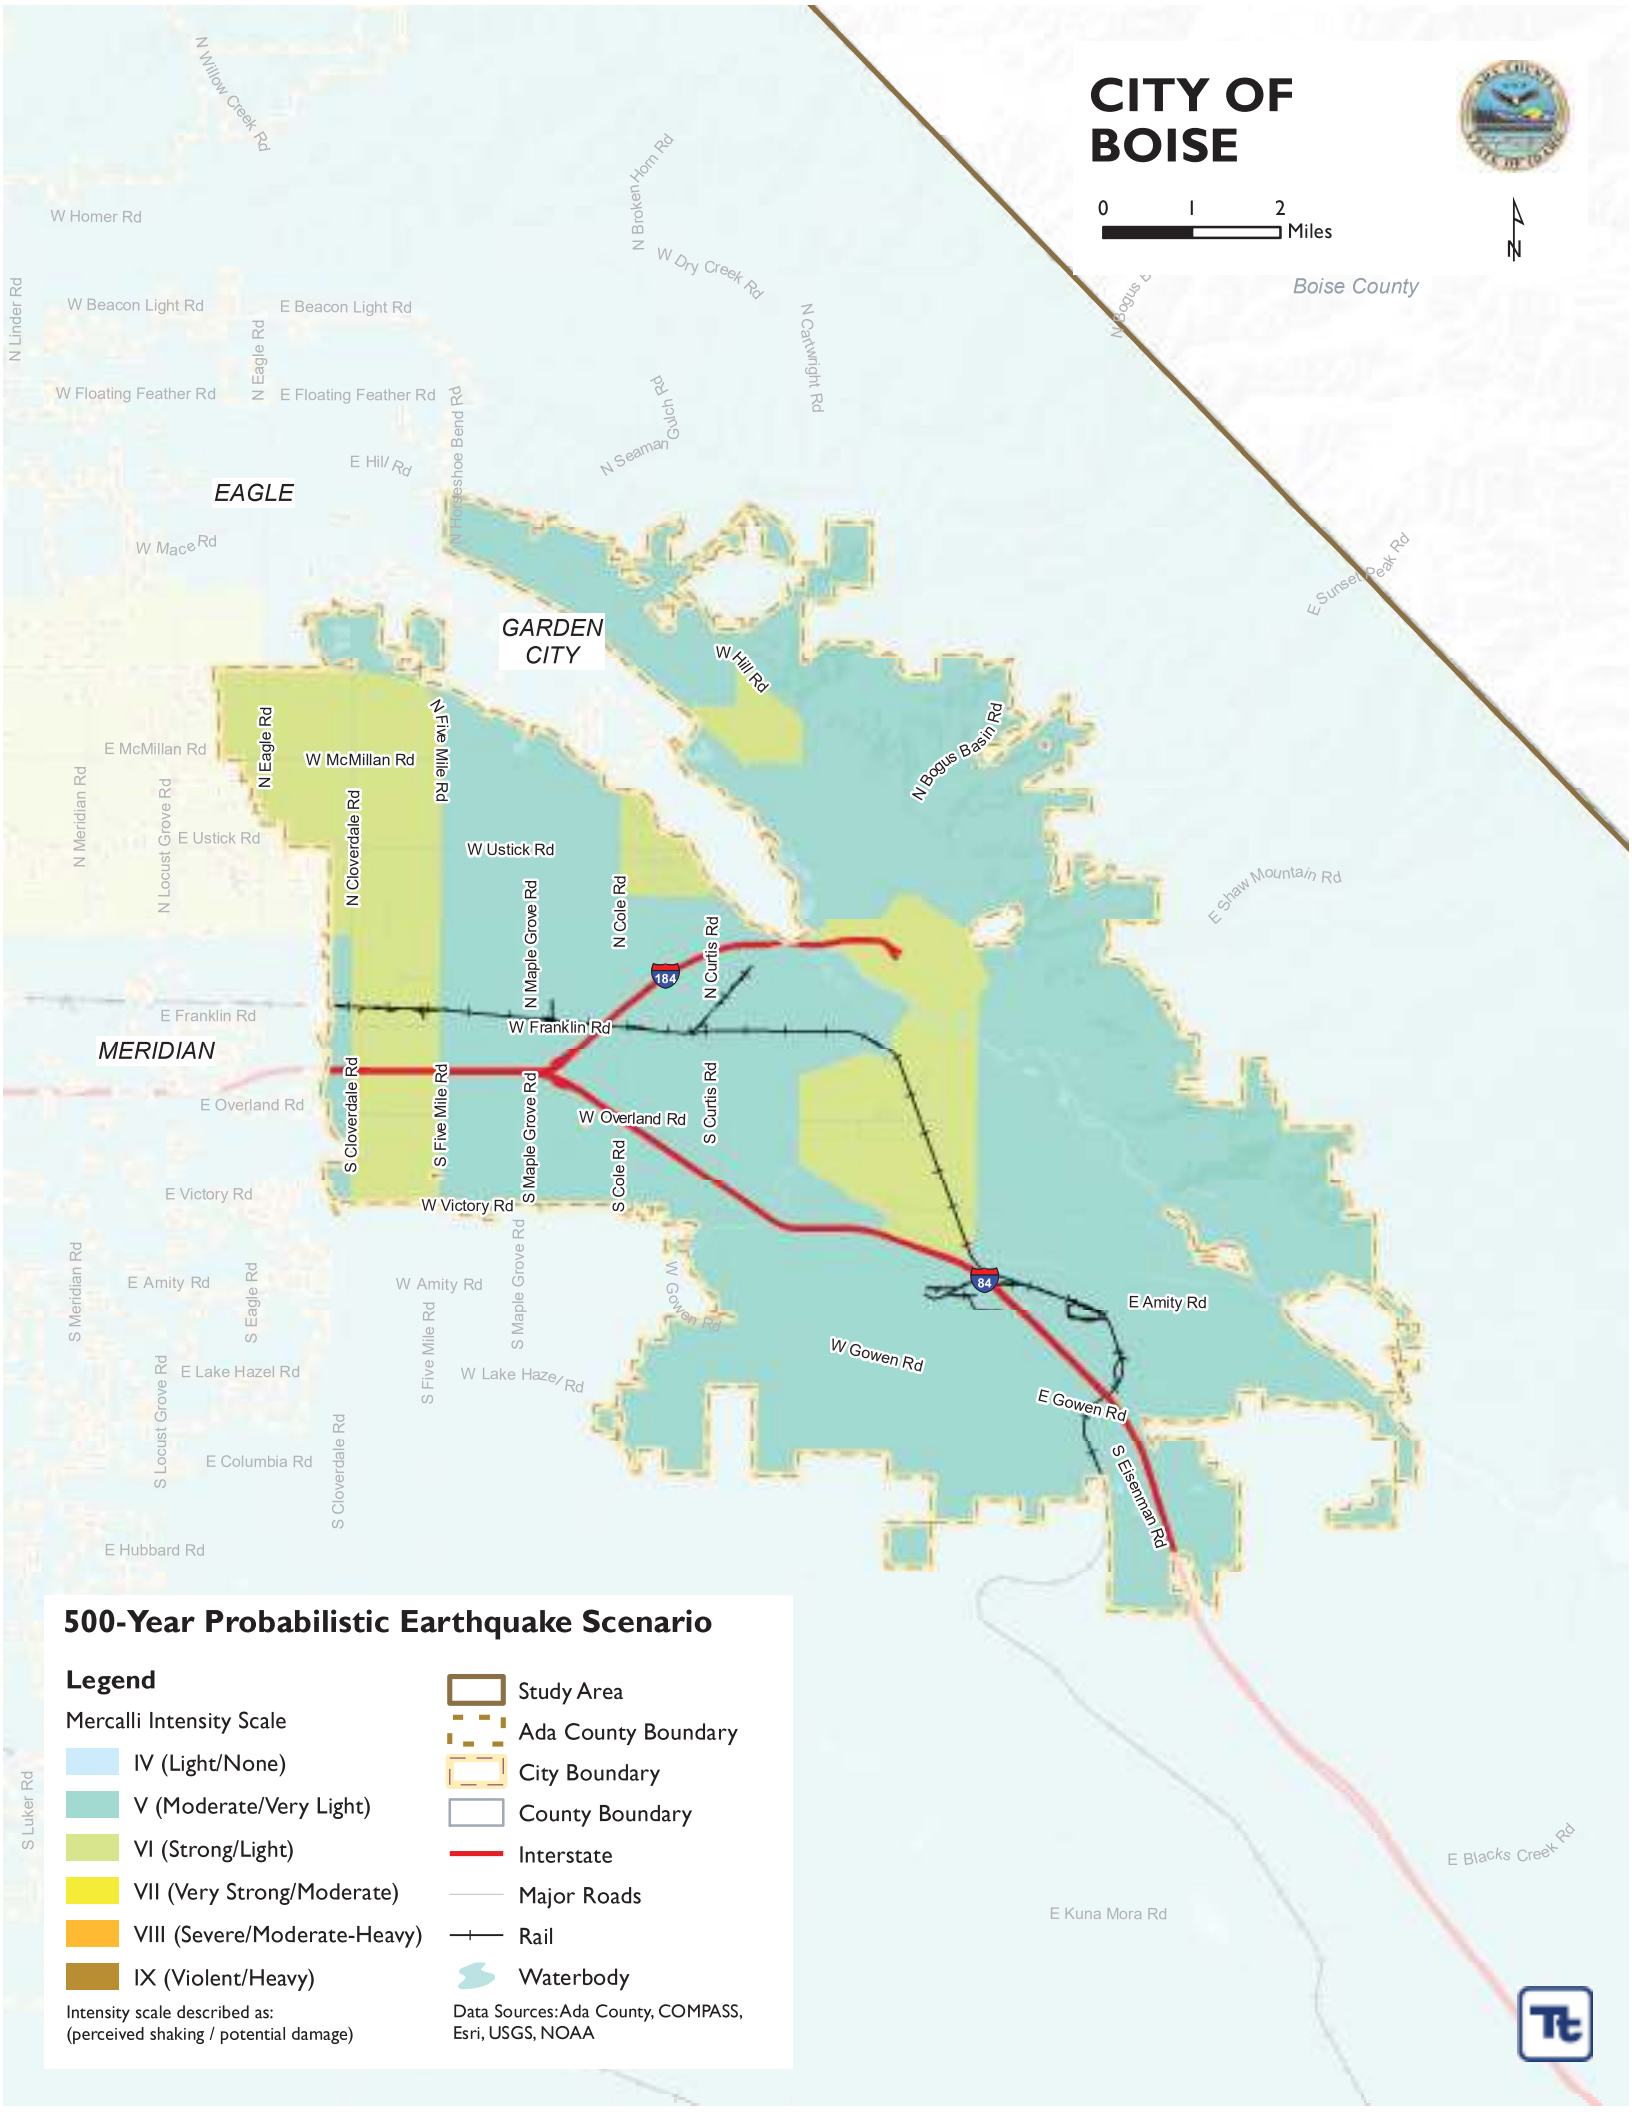 CITY OF
BOISE
0 1 2
Miles
N
Boise County
N Willow Creek Rd
N Broken Horn Rd
W Homer Rd
W Dry Creek Rd
N Bogus B
N Linder Rd
W Beacon Light Rd
E Beacon Light Rd
N Eagle Rd
N Cartwright Rd
W Floating Feather Rd
E Floating Feather Rd
N Horseshoe Bend Rd
N Seaman Gulch Rd
E Hill Rd
EAGLE
W Mace Rd
E Sunset Peak Rd
GARDEN
CITY
W Hill Rd
N Eagle Rd
N Five Mile Rd
N Bogus Basin Rd
E McMillan Rd
W McMillan Rd
N Meridian Rd
N Locust Grove Rd
N Cloverdale Rd
E Ustick Rd
W Ustick Rd
N Maple Grove Rd
N Cole Rd
N Curtis Rd
E Shaw Mountain Rd
184
E Franklin Rd
W Franklin Rd
MERIDIAN
S Cloverdale Rd
S Five Mile Rd
S Maple Grove Rd
S Curtis Rd
E Overland Rd
W Overland Rd
S Cole Rd
E Victory Rd
W Victory Rd
S Meridian Rd
E Amity Rd
S Eagle Rd
W Amity Rd
S Maple Grove Rd
W Gowen Rd
84
E Amity Rd
S Five Mile Rd
W Gowen Rd
S Locust Grove Rd
E Lake Hazel Rd
W Lake Hazel Rd
E Gowen Rd
S Cloverdale Rd
E Columbia Rd
S Eisenman Rd
E Hubbard Rd
S Luker Rd
E Blacks Creek Rd
E Kuna Mora Rd
500-Year Probabilistic Earthquake Scenario
Legend
Mercalli Intensity Scale
IV (Light/None)
V (Moderate/Very Light)
VI (Strong/Light)
VII (Very Strong/Moderate)
VIII (Severe/Moderate-Heavy)
IX (Violent/Heavy)
Intensity scale described as:
(perceived shaking / potential damage)
Study Area
Ada County Boundary
City Boundary
County Boundary
Interstate
Major Roads
Rail
Waterbody
Data Sources: Ada County, COMPASS,
Esri, USGS, NOAA
Tt